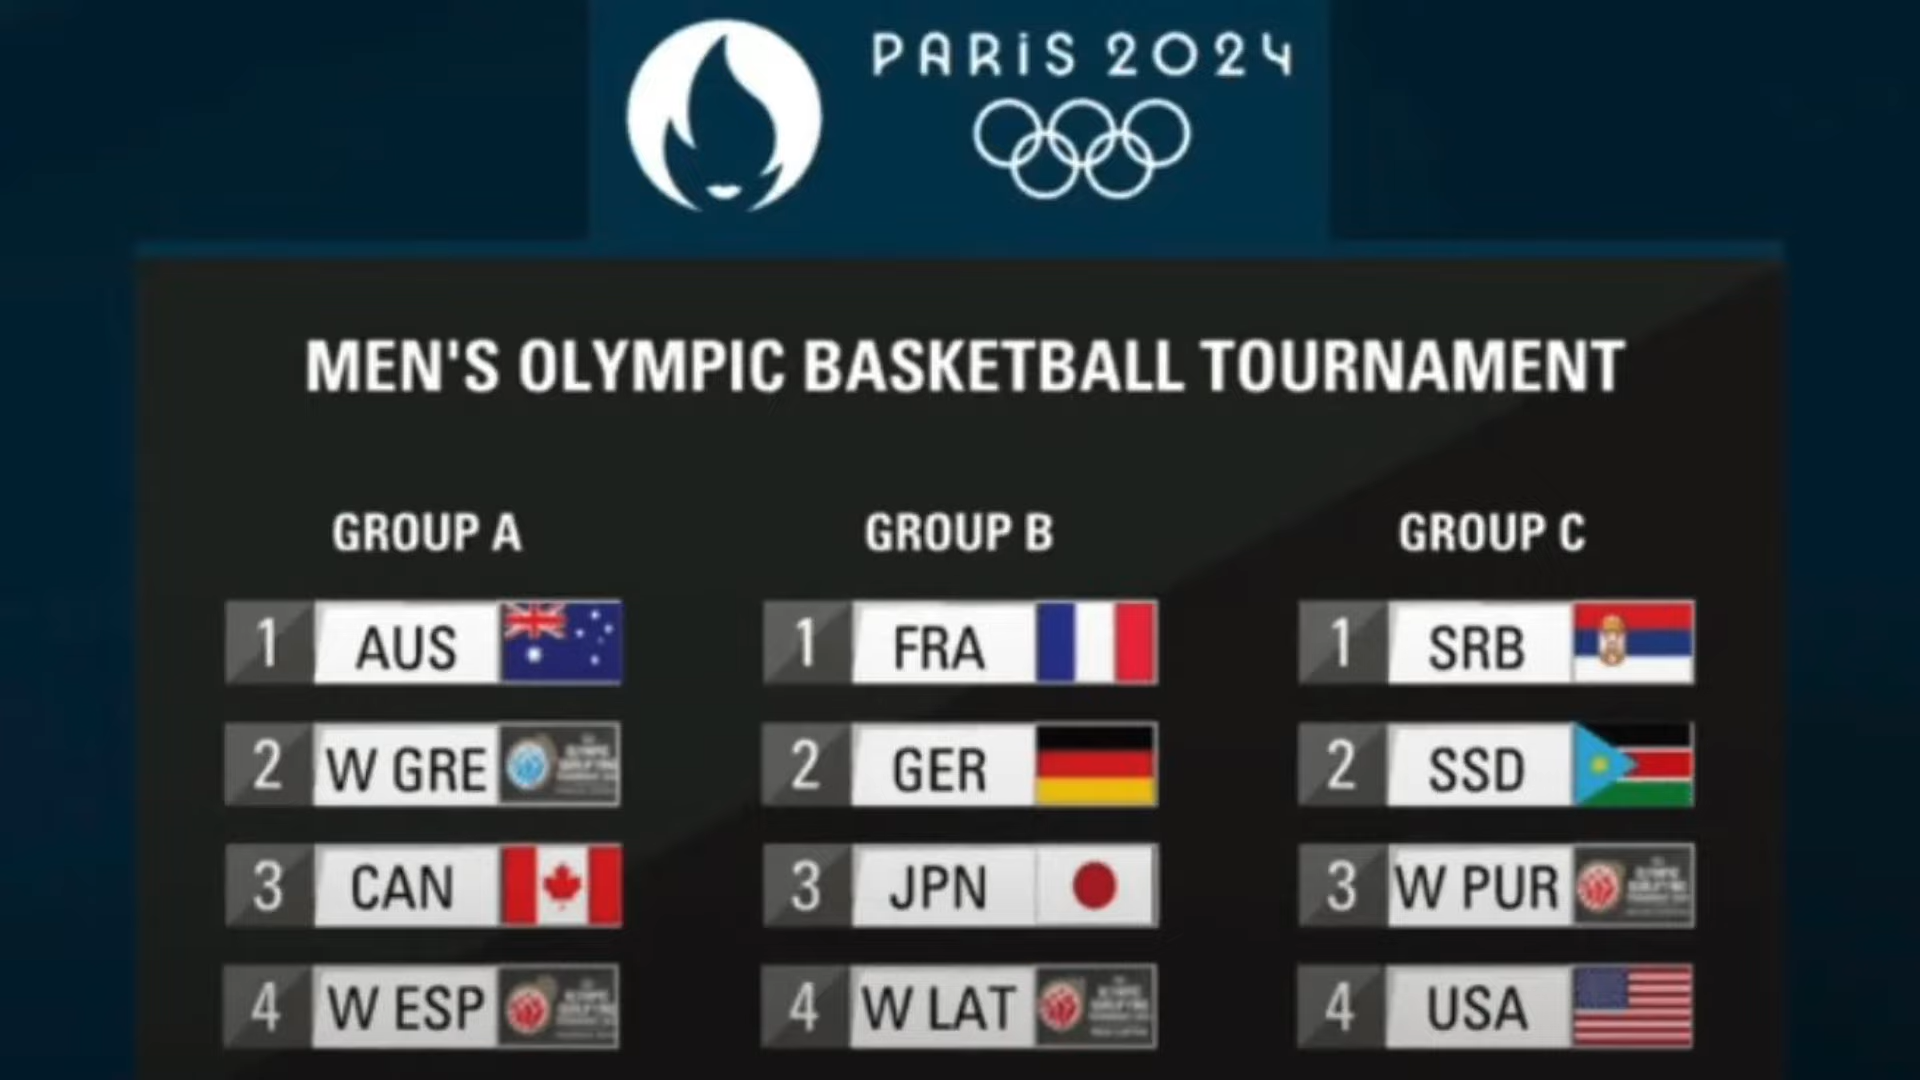 PARiS 2024
MEN'S OLYMPIC BASKETBALL TOURNAMENT
GROUP A
1 AUS
2 W GRE
3 CAN
4 W ESP
GROUP B
1 FRA
2 GER
3 JPN
4 W LAT
GROUP C
1 SRB
2 SSD
3 W PUR
4 USA